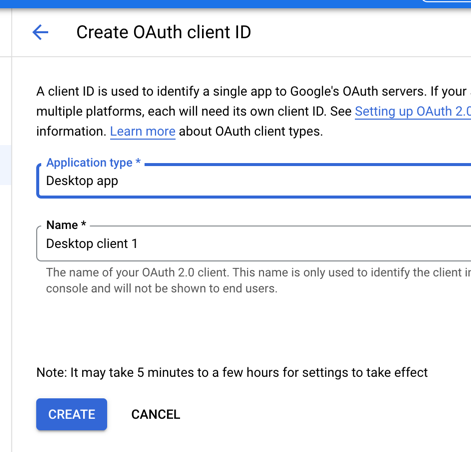 Create OAuth client ID
A client ID is used to identify a single app to Google's OAuth servers. If your
multiple platforms, each will need its own client ID. See Setting up OAuth 2.0
information. Learn more about OAuth client types.
Application type *
Desktop app
Name *
Desktop client 1
The name of your OAuth 2.0 client. This name is only used to identify the client in
console and will not be shown to end users.
Note: It may take 5 minutes to a few hours for settings to take effect
CREATE CANCEL